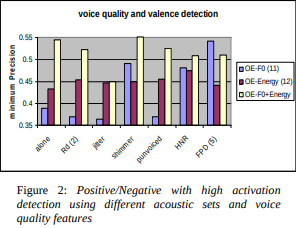 voice quality and valence detection
minimum Precision
0.55
0.5
0.45
0.4
0.35
alone
Rd (2)
jitter
shimmer
punvoiced
HNR
FPD (5)
OE-F0 (11)
OE-Energy (12)
OE-F0+Energy
Figure 2: Positive/Negative with high activation
detection using different acoustic sets and voice
quality features